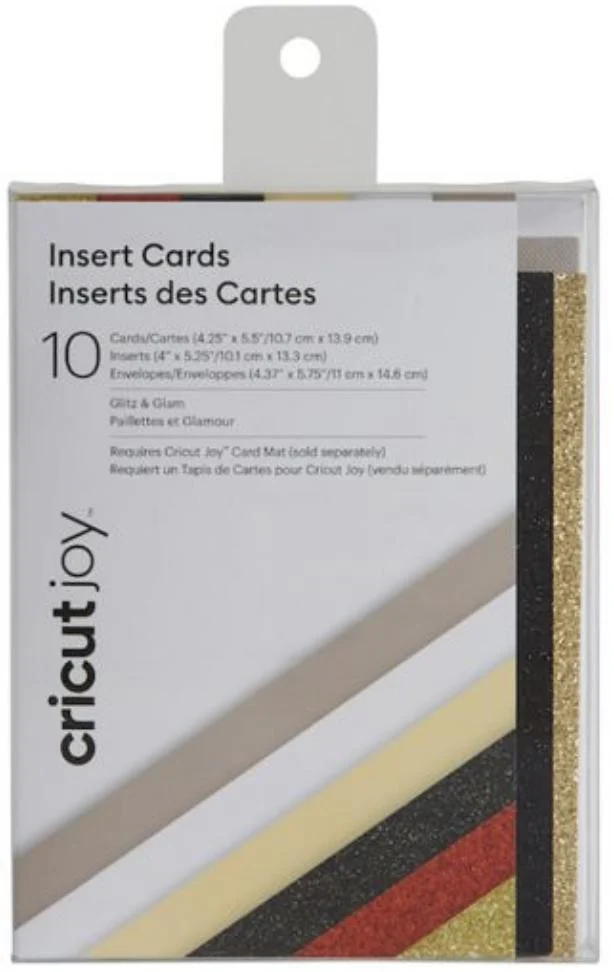 Insert Cards
Inserts des Cartes
10
Cards/Cartes (4.25" x 5.5"/10.7 cm x 13.9 cm)
Inserts (4" x 5.25"/10.1 cm x 13.3 cm)
Envelopes/Enveloppes (4.37" x 5.75"/11 cm x 14.6 cm)
Glitz & Glam
Paillettes et Glamour
Requires Cricut Joy™ Card Mat (sold separately)
Requiert un Tapis de Cartes pour Cricut Joy (vendu séparément)
cricut joy™